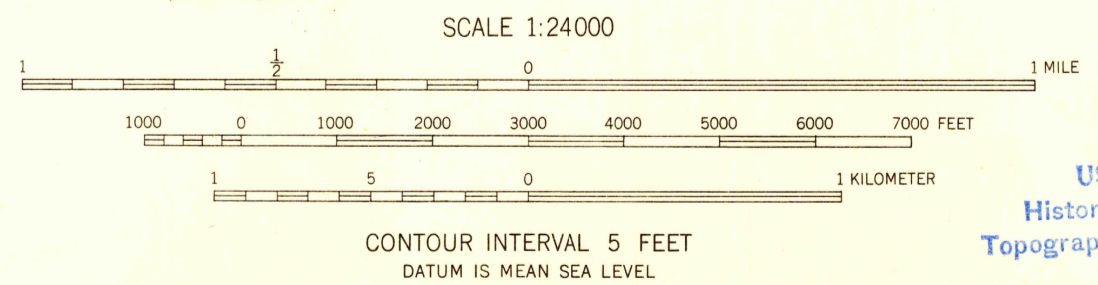 SCALE 1:24000
1 1/2 0 1 MILE
1000 0 1000 2000 3000 4000 5000 6000 7000 FEET
1 5 0 1 KILOMETER
CONTOUR INTERVAL 5 FEET
DATUM IS MEAN SEA LEVEL
US
Histor
Topograp